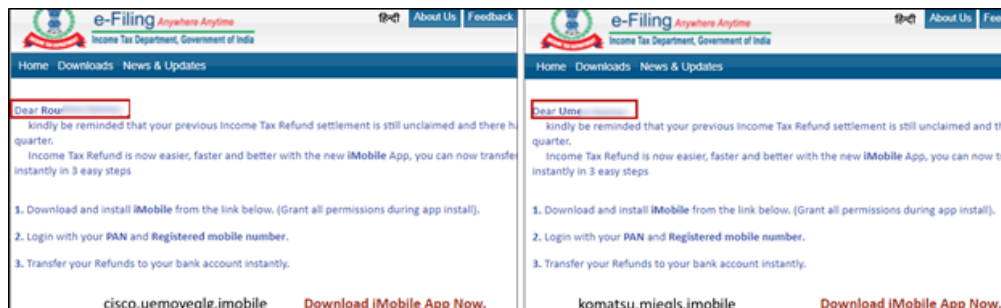 e-Filing Anywhere Anytime
Income Tax Department, Government of India
हिन्दी About Us Feedback
Home Downloads News & Updates
Dear Rou
kindly be reminded that your previous Income Tax Refund settlement is still unclaimed and there
quarter.
Income Tax Refund is now easier, faster and better with the new iMobile App, you can now transfer
instantly in 3 easy steps
1. Download and install iMobile from the link below. (Grant all permissions during app install).
2. Login with your PAN and Registered mobile number.
3. Transfer your Refunds to your bank account instantly.
cisco.uemoveqlg.imobile Download iMobile App Now.
e-Filing Anywhere Anytime
Income Tax Department, Government of India
हिन्दी About Us Fee
Home Downloads News & Updates
Dear Ume
kindly be reminded that your previous Income Tax Refund settlement is still unclaimed and th
quarter.
Income Tax Refund is now easier, faster and better with the new iMobile App, you can now t
instantly in 3 easy steps
1. Download and install iMobile from the link below. (Grant all permissions during app install).
2. Login with your PAN and Registered mobile number.
3. Transfer your Refunds to your bank account instantly.
komatsu.mieqls.imobile Download iMobile App Now.